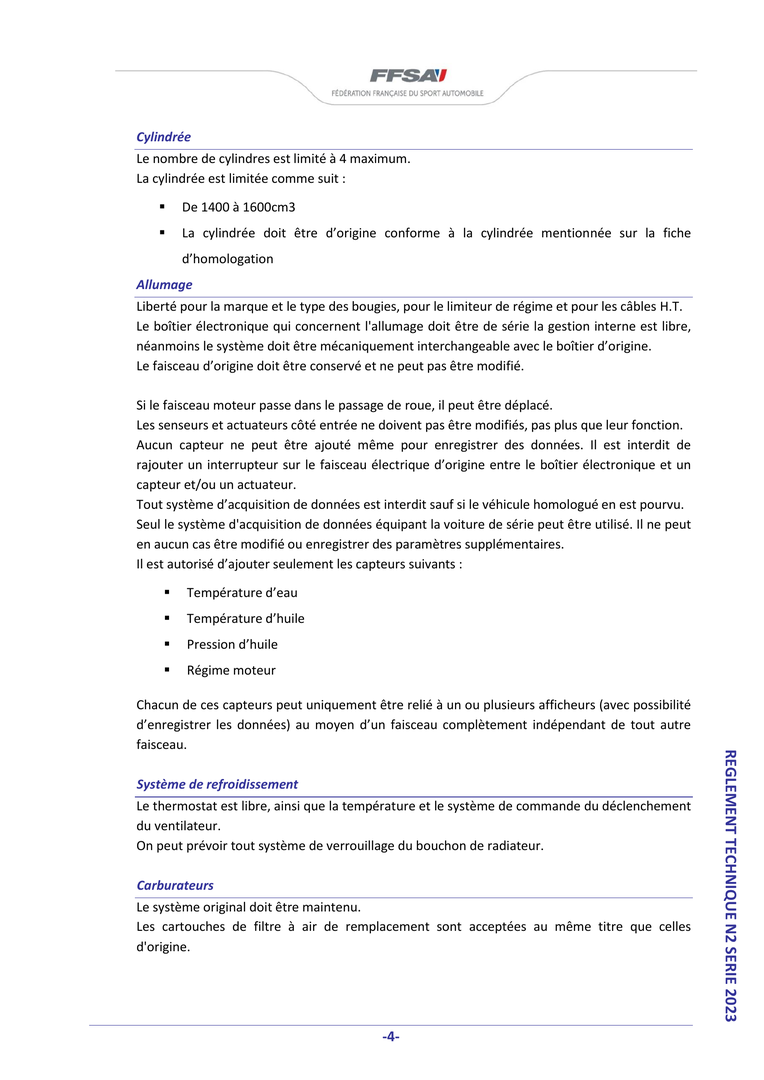 FFSA
FÉDÉRATION FRANÇAISE DU SPORT AUTOMOBILE
Cylindrée
Le nombre de cylindres est limité à 4 maximum.
La cylindrée est limitée comme suit :
▪ De 1400 à 1600cm3
▪ La cylindrée doit être d’origine conforme à la cylindrée mentionnée sur la fiche
d’homologation
Allumage
Liberté pour la marque et le type des bougies, pour le limiteur de régime et pour les câbles H.T.
Le boîtier électronique qui concernent l'allumage doit être de série la gestion interne est libre,
néanmoins le système doit être mécaniquement interchangeable avec le boîtier d’origine.
Le faisceau d’origine doit être conservé et ne peut pas être modifié.
Si le faisceau moteur passe dans le passage de roue, il peut être déplacé.
Les senseurs et actuateurs côté entrée ne doivent pas être modifiés, pas plus que leur fonction.
Aucun capteur ne peut être ajouté même pour enregistrer des données. Il est interdit de
rajouter un interrupteur sur le faisceau électrique d’origine entre le boîtier électronique et un
capteur et/ou un actuateur.
Tout système d’acquisition de données est interdit sauf si le véhicule homologué en est pourvu.
Seul le système d'acquisition de données équipant la voiture de série peut être utilisé. Il ne peut
en aucun cas être modifié ou enregistrer des paramètres supplémentaires.
Il est autorisé d’ajouter seulement les capteurs suivants :
▪ Température d’eau
▪ Température d’huile
▪ Pression d’huile
▪ Régime moteur
Chacun de ces capteurs peut uniquement être relié à un ou plusieurs afficheurs (avec possibilité
d’enregistrer les données) au moyen d’un faisceau complètement indépendant de tout autre
faisceau.
Système de refroidissement
Le thermostat est libre, ainsi que la température et le système de commande du déclenchement
du ventilateur.
On peut prévoir tout système de verrouillage du bouchon de radiateur.
Carburateurs
Le système original doit être maintenu.
Les cartouches de filtre à air de remplacement sont acceptées au même titre que celles
d'origine.
REGLEMENT TECHNIQUE N2 SERIE 2023
-4-